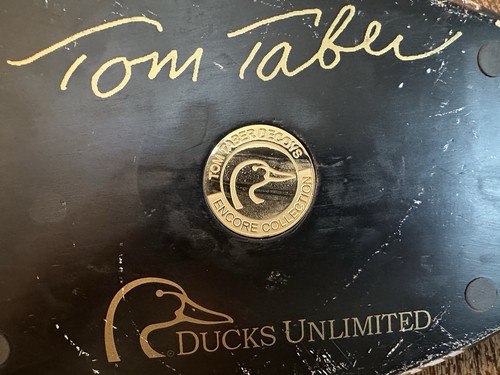 Tom Taber
TOM TABER DECOYS
ENCORE COLLECTION
® DUCKS UNLIMITED